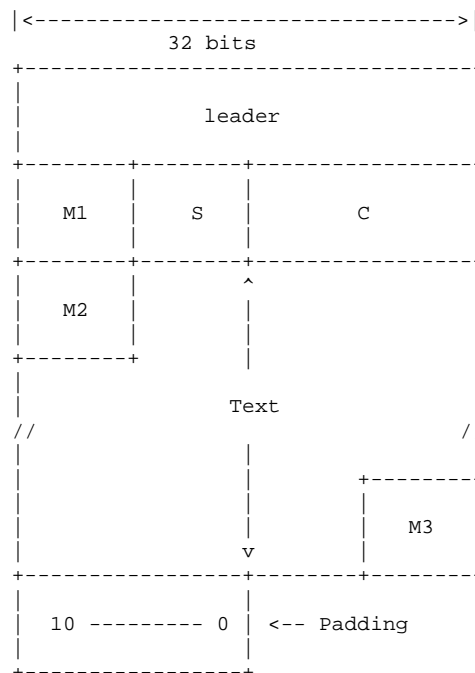 |<--------------------------------->|
32 bits
leader
M1 S C
M2
Text
// /
M3
v
10 --------- 0 <-- Padding